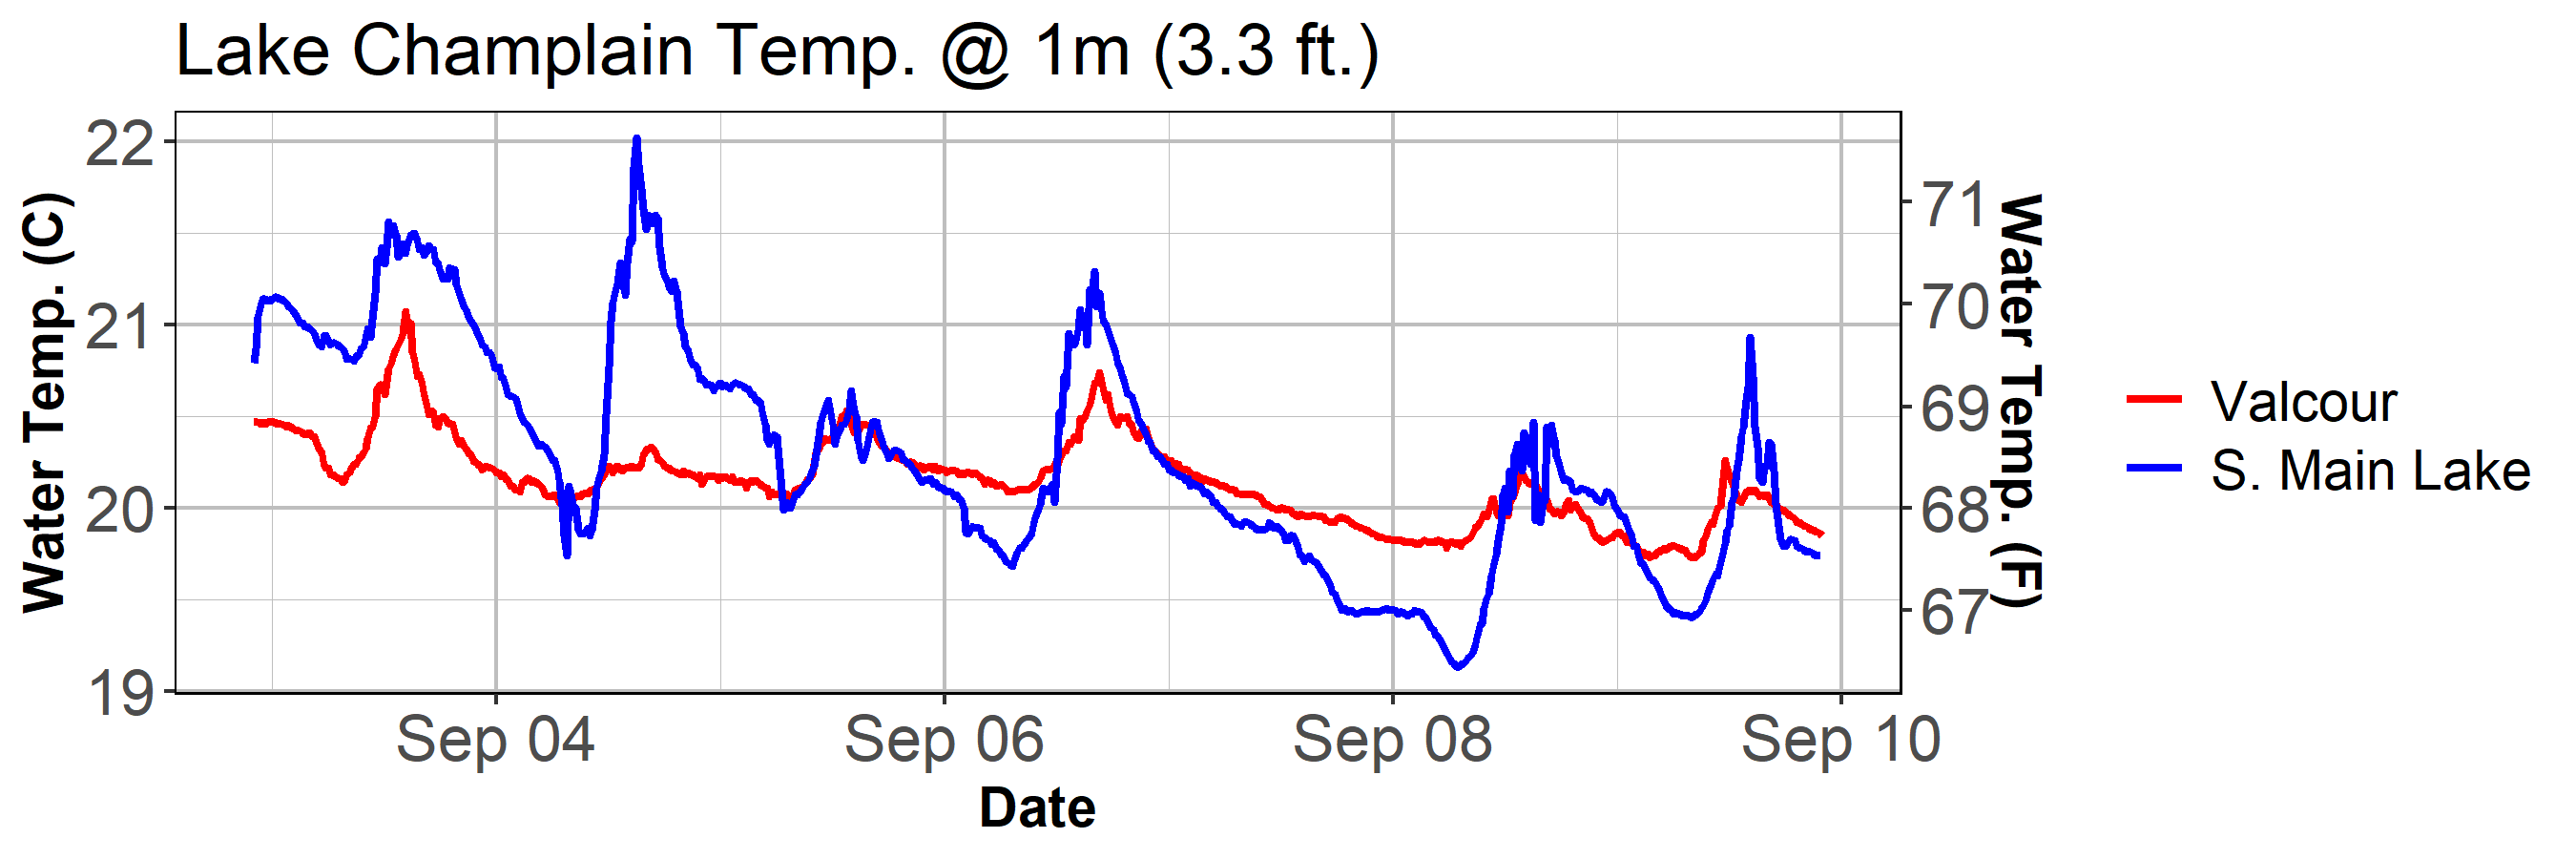 Lake Champlain Temp. @ 1m (3.3 ft.)
Water Temp. (C)
22
21
20
19
71
70
69
68
67
Water Temp. (F)
Sep 04
Sep 06
Sep 08
Sep 10
Date
Valcour
S. Main Lake